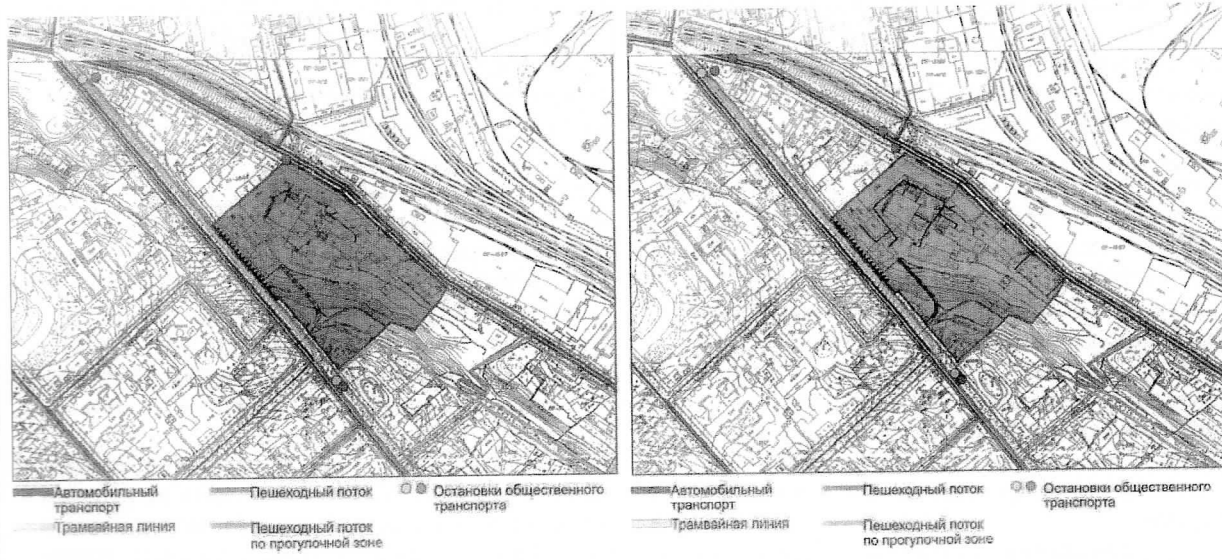 Автомобильный
транспорт
Пешеходный поток
Остановки общественного
транспорта
Трамвайная линия
Пешеходный поток
по прогулочной зоне
Автомобильный
транспорт
Пешеходный поток
Остановки общественного
транспорта
Трамвайная линия
Пешеходный поток
по прогулочной зоне